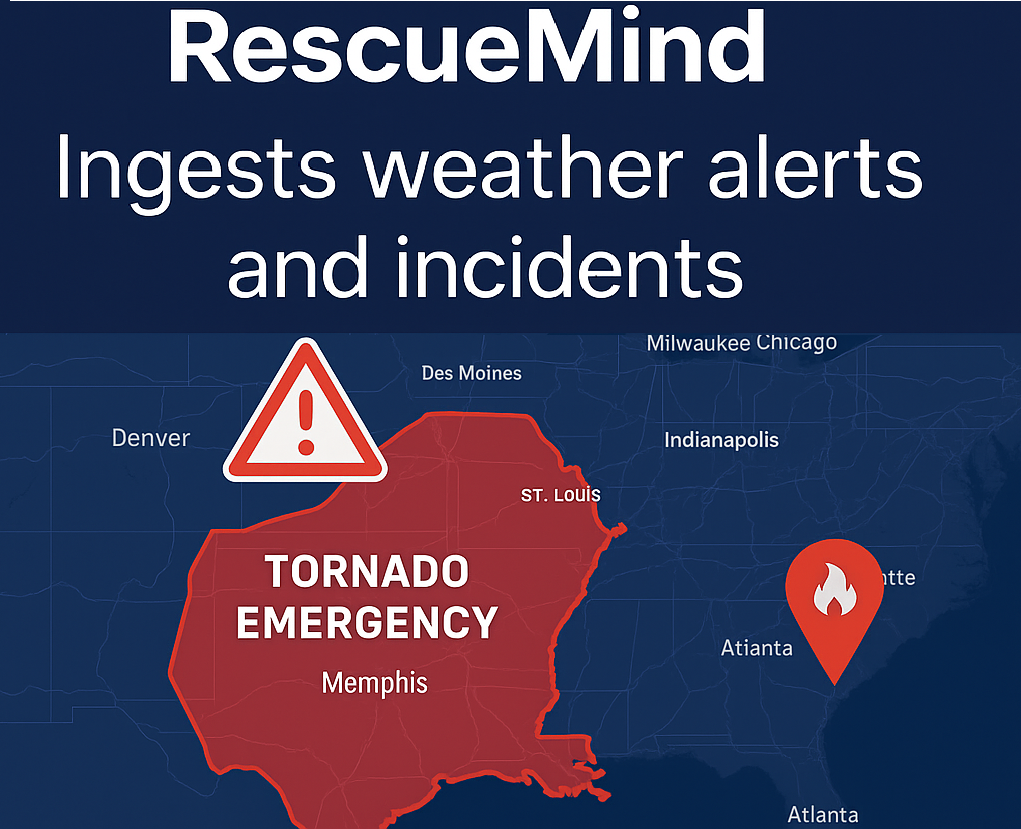 RescueMind
Ingests weather alerts
and incidents
Milwaukee Chicago
Des Moines
Denver
Indianapolis
ST. Louis
TORNADO
EMERGENCY
ntte
Memphis
Atianta
Atlanta